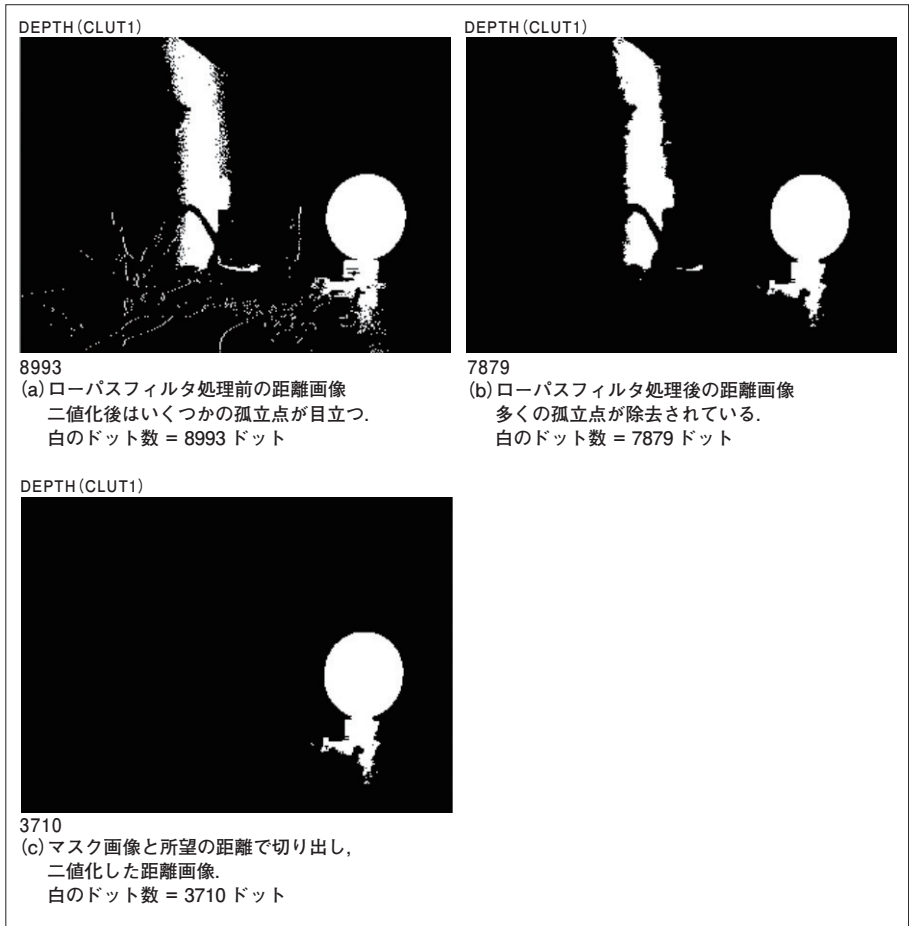 DEPTH(CLUT1)
8993
(a)ローパスフィルタ処理前の距離画像
二値化後はいくつかの孤立点が目立つ.
白のドット数 = 8993 ドット
DEPTH(CLUT1)
7879
(b)ローパスフィルタ処理後の距離画像
多くの孤立点が除去されている.
白のドット数 = 7879 ドット
DEPTH(CLUT1)
3710
(c)マスク画像と所望の距離で切り出し,
二値化した距離画像.
白のドット数 = 3710 ドット